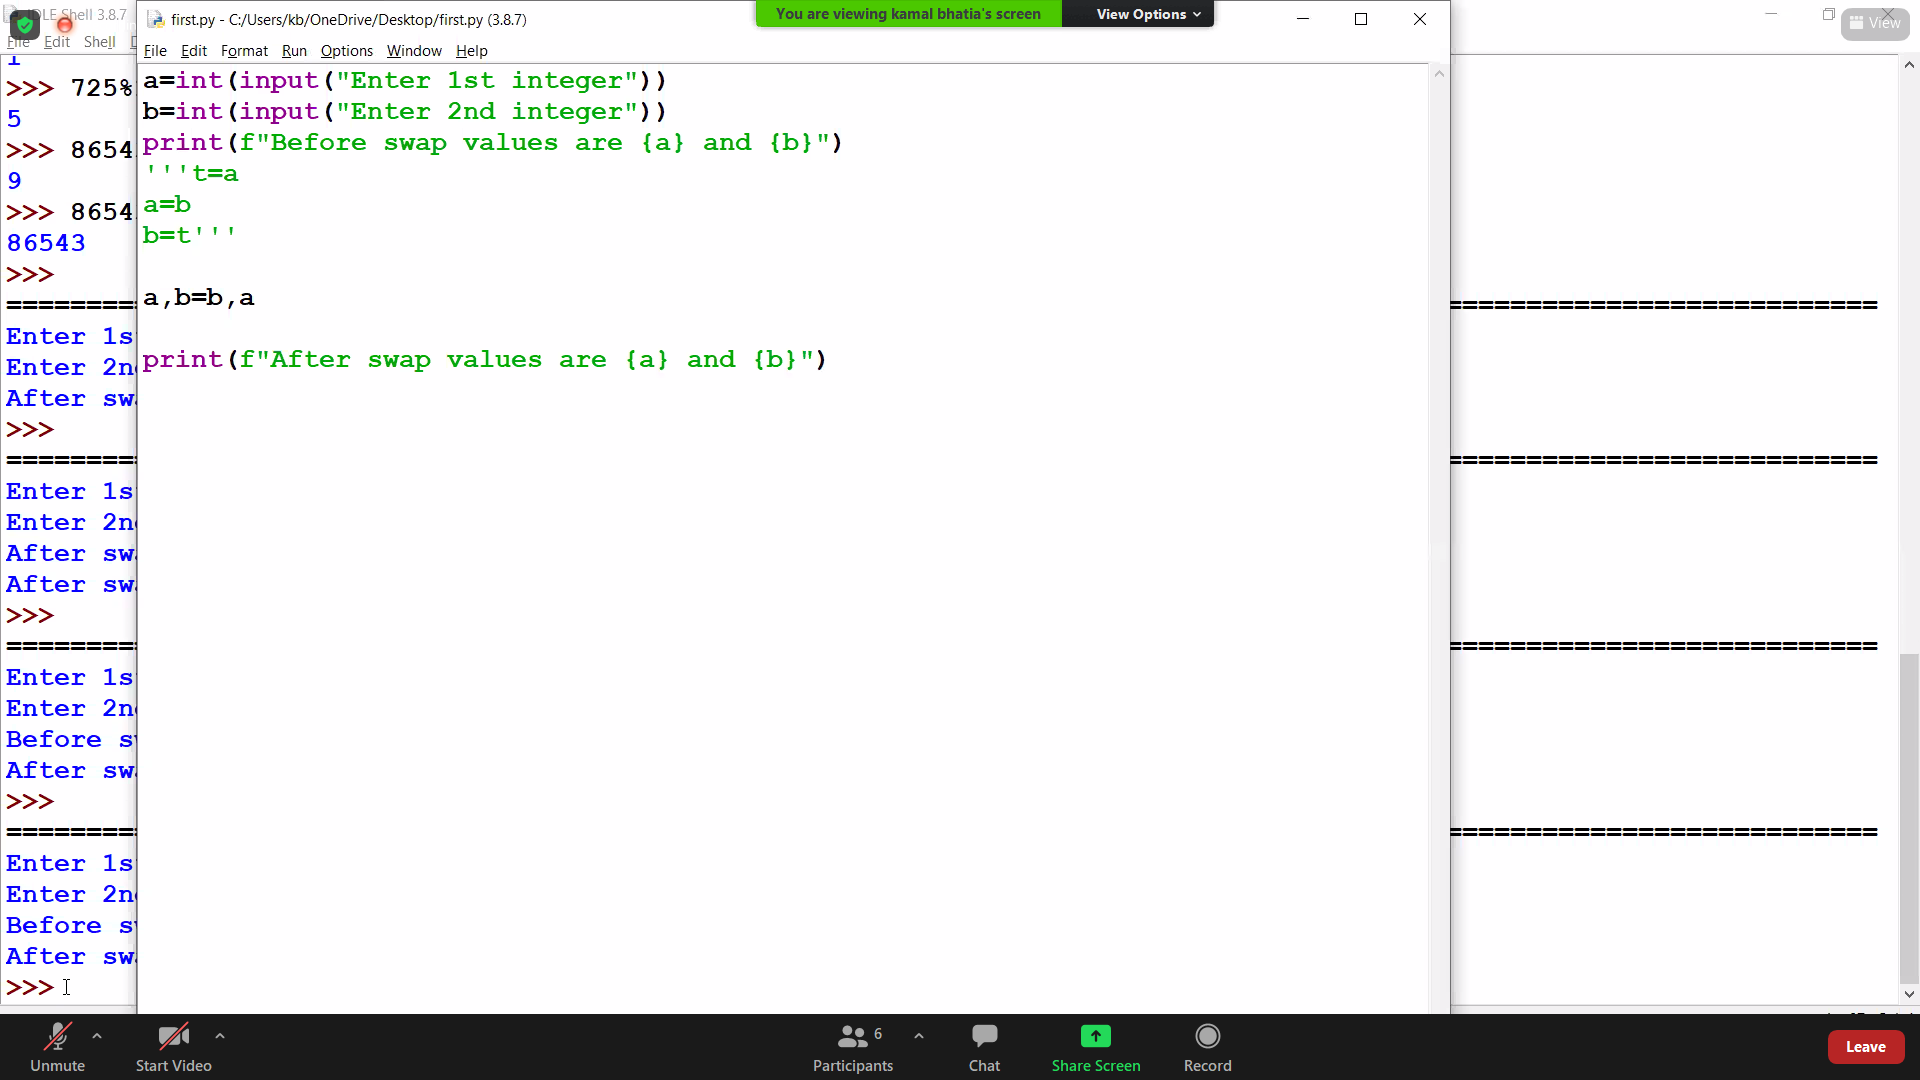 IDLE Shell 3.8.7
File Edit Shell
first.py - C:/Users/kb/OneDrive/Desktop/first.py (3.8.7)
You are viewing kamal bhatia's screen
View Options
View
File Edit Format Run Options Window Help
a=int(input("Enter 1st integer"))
b=int(input("Enter 2nd integer"))
print(f"Before swap values are {a} and {b}")
'''t=a
a=b
b=t'''
a,b=b,a
print(f"After swap values are {a} and {b}")
1
>>> 725%
5
>>> 8654
9
>>> 8654
86543
>>>
Enter 1s
Enter 2n
After sw
>>>
Enter 1s
Enter 2n
After sw
After sw
>>>
Enter 1s
Enter 2n
Before s
After sw
>>>
Enter 1s
Enter 2n
Before s
After sw
>>>
Unmute
Start Video
6
Participants
Chat
Share Screen
Record
Leave